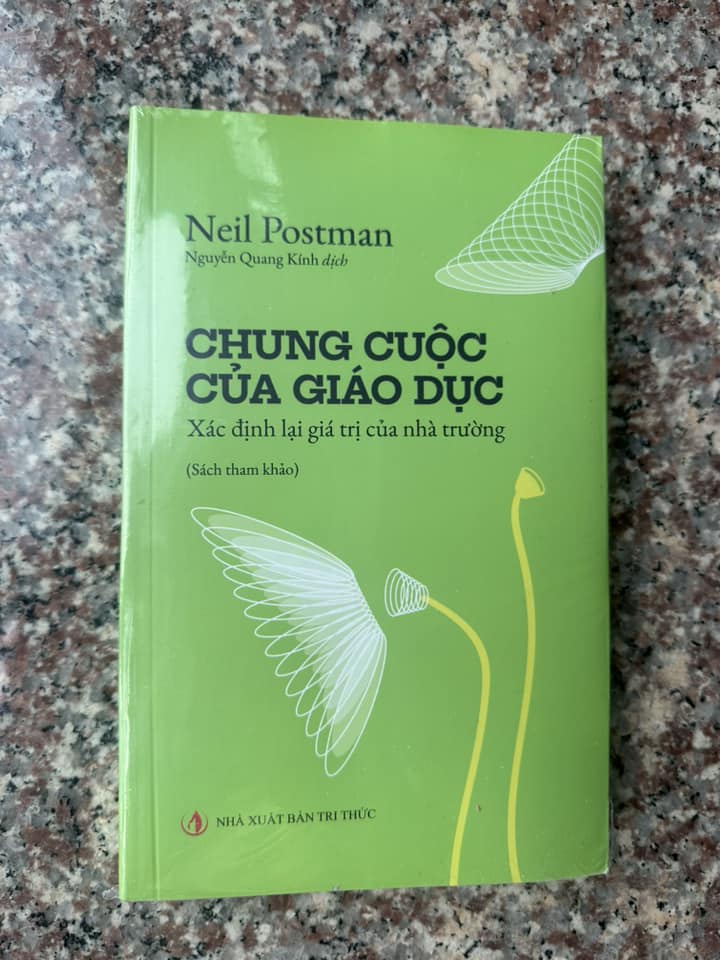 Neil Postman
Nguyễn Quang Kính dịch
CHUNG CUỘC
CỦA GIÁO DỤC
Xác định lại giá trị của nhà trường
(Sách tham khảo)
NHÀ XUẤT BẢN TRI THỨC